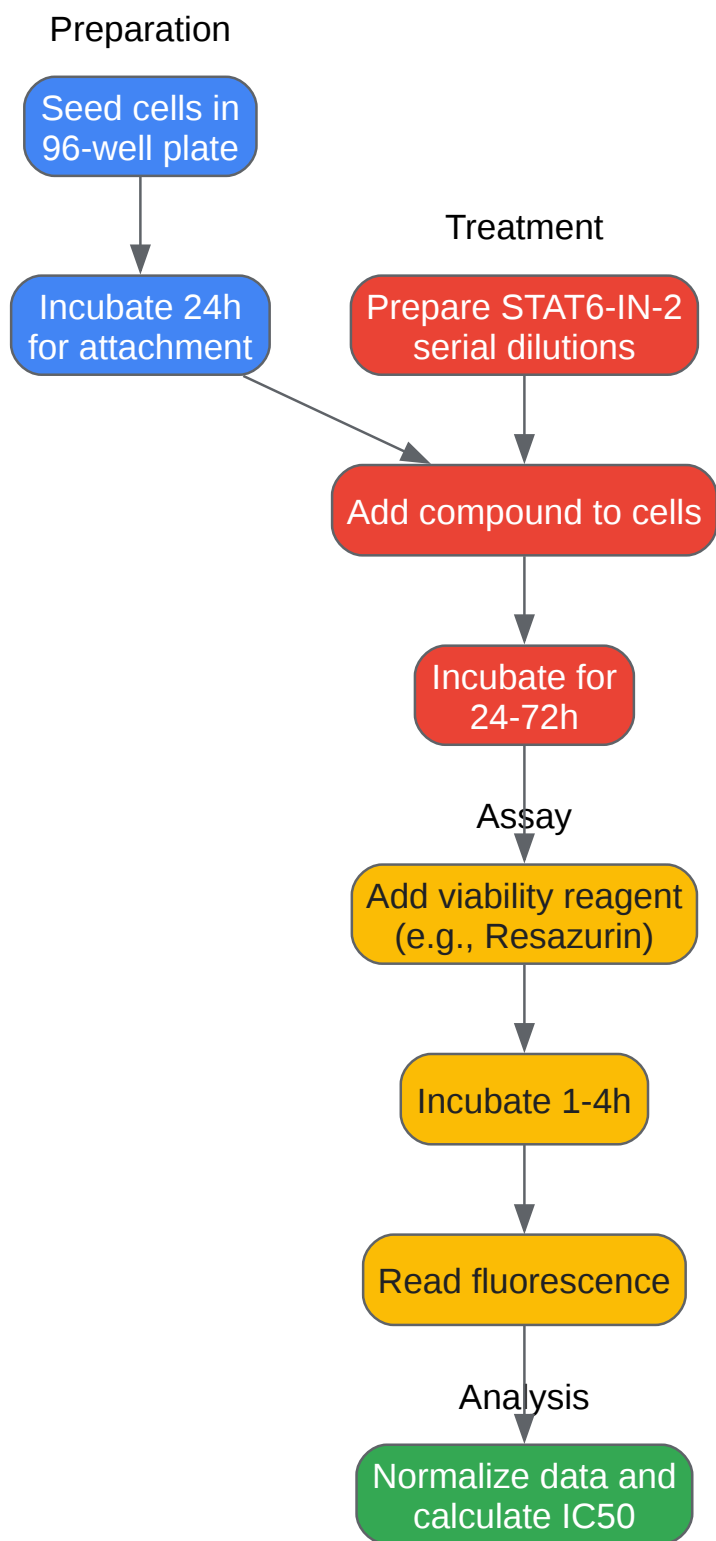 Preparation
Seed cells in
96-well plate
Treatment
Incubate 24h
for attachment
Prepare STAT6-IN-2
serial dilutions
Add compound to cells
Incubate for
24-72h
Assay
Add viability reagent
(e.g., Resazurin)
Incubate 1-4h
Read fluorescence
Analysis
Normalize data and
calculate IC50